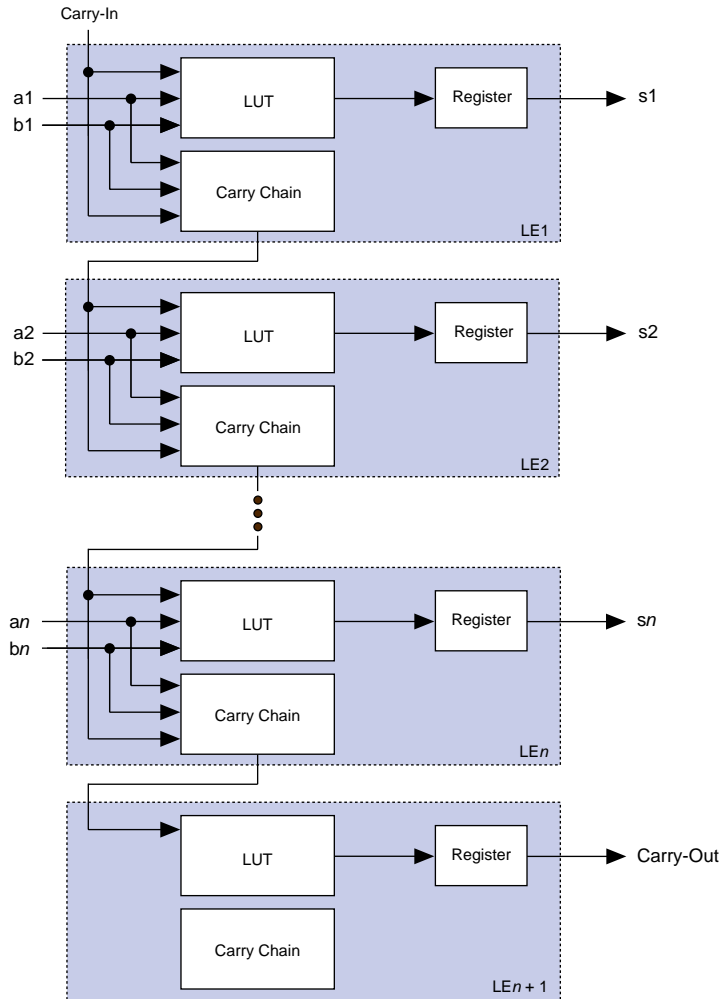 Carry-In
a1
b1
LUT
Register
s1
Carry Chain
LE1
a2
b2
LUT
Register
s2
Carry Chain
LE2
an
bn
LUT
Register
sn
Carry Chain
LEn
LUT
Register
Carry-Out
Carry Chain
LEn + 1